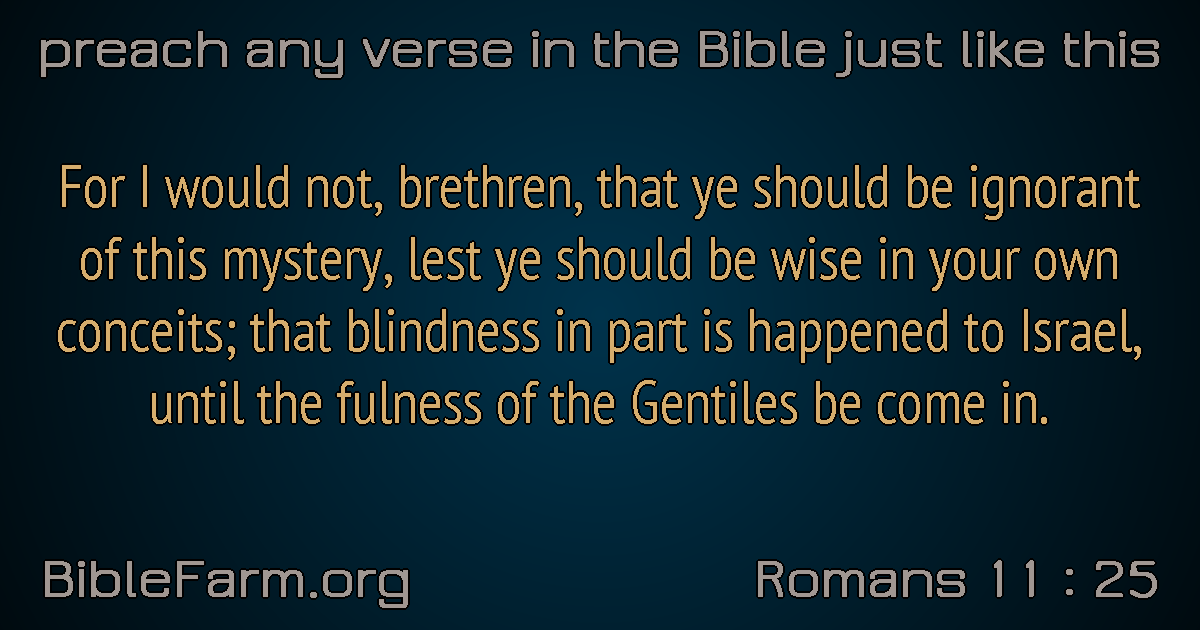 preach any verse in the Bible just like this
For I would not, brethren, that ye should be ignorant
of this mystery, lest ye should be wise in your own
conceits; that blindness in part is happened to Israel,
until the fulness of the Gentiles be come in.
BibleFarm.org
Romans 11 : 25